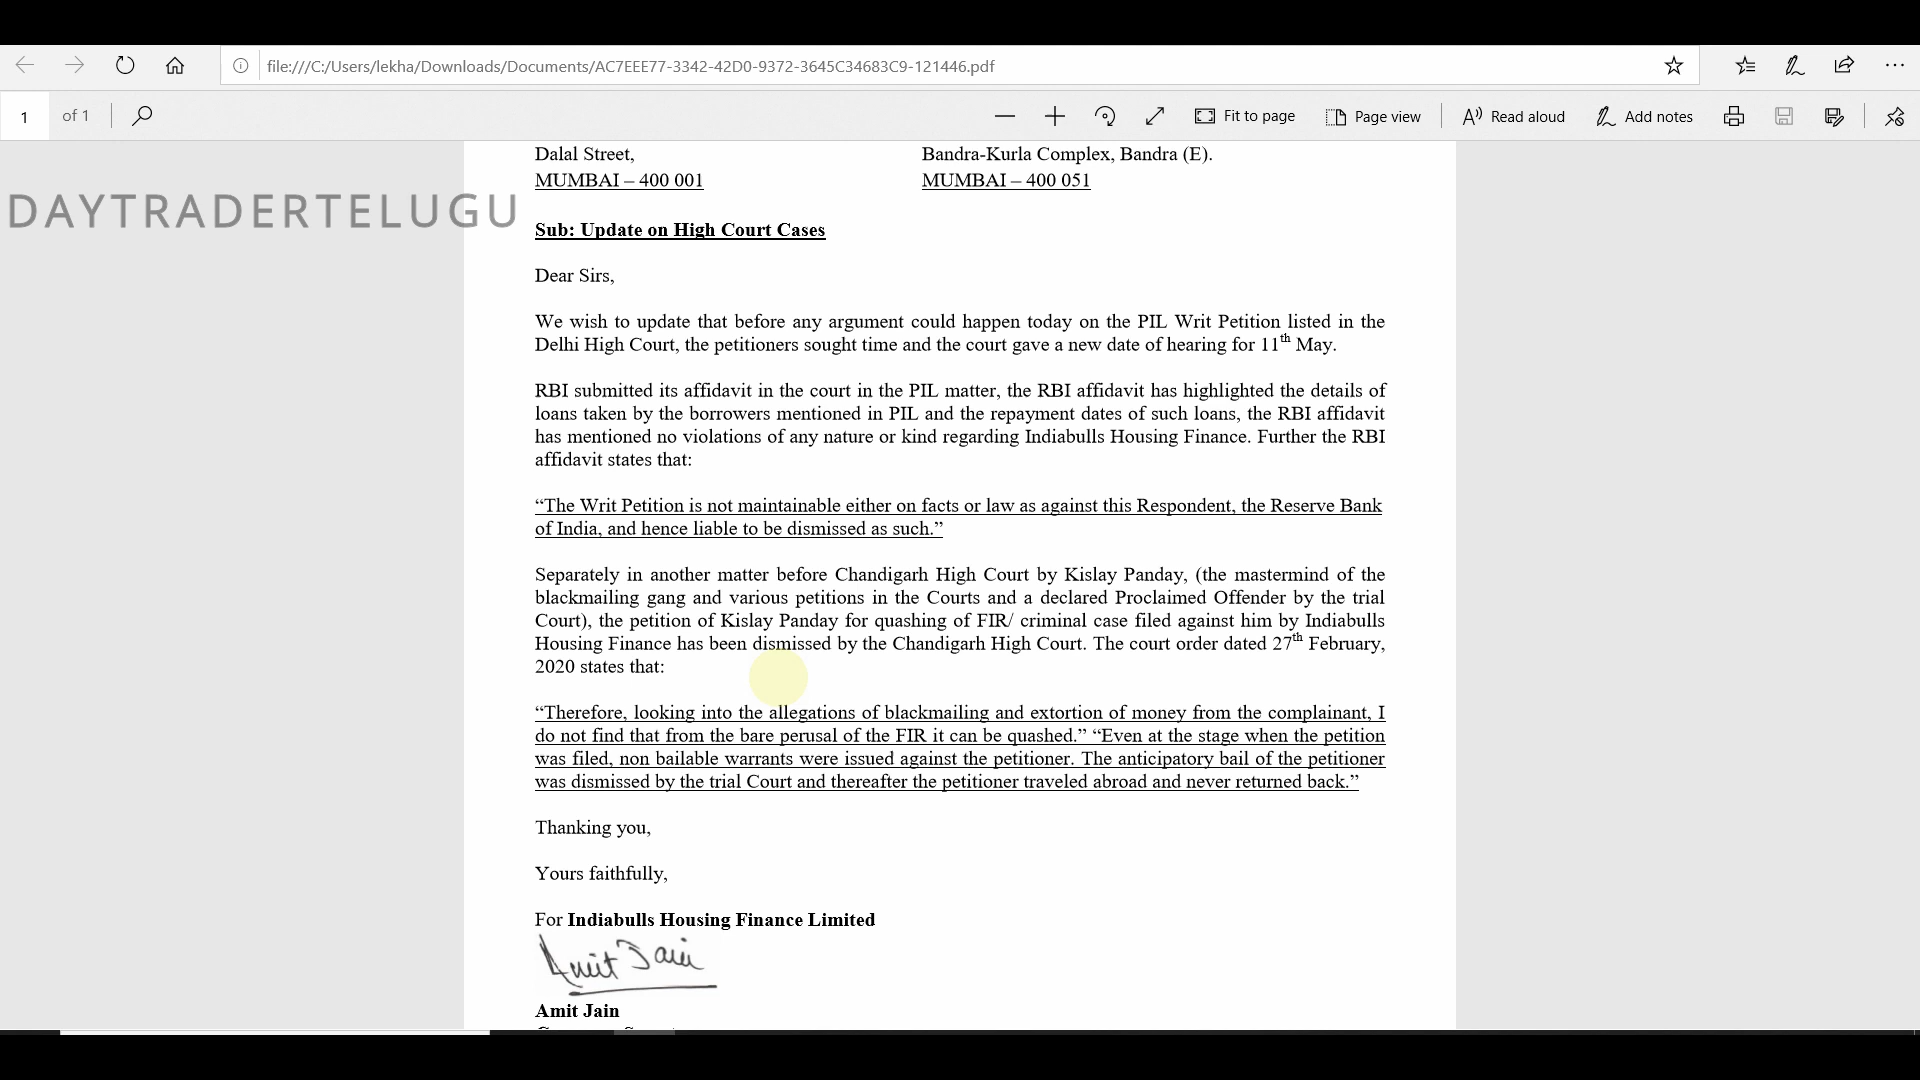 file:///C:/Users/lekha/Downloads/Documents/AC7EEE77-3342-42D0-9372-3645C34683C9-121446.pdf
1 of 1 Fit to page Page view Read aloud Add notes
Dalal Street, Bandra-Kurla Complex, Bandra (E).
MUMBAI – 400 001 MUMBAI – 400 051
DAYTRADERTELUGU
Sub: Update on High Court Cases
Dear Sirs,
We wish to update that before any argument could happen today on the PIL Writ Petition listed in the
Delhi High Court, the petitioners sought time and the court gave a new date of hearing for 11th May.
RBI submitted its affidavit in the court in the PIL matter, the RBI affidavit has highlighted the details of
loans taken by the borrowers mentioned in PIL and the repayment dates of such loans, the RBI affidavit
has mentioned no violations of any nature or kind regarding Indiabulls Housing Finance. Further the RBI
affidavit states that:
“The Writ Petition is not maintainable either on facts or law as against this Respondent, the Reserve Bank
of India, and hence liable to be dismissed as such.”
Separately in another matter before Chandigarh High Court by Kislay Panday, (the mastermind of the
blackmailing gang and various petitions in the Courts and a declared Proclaimed Offender by the trial
Court), the petition of Kislay Panday for quashing of FIR/ criminal case filed against him by Indiabulls
Housing Finance has been dismissed by the Chandigarh High Court. The court order dated 27th February,
2020 states that:
“Therefore, looking into the allegations of blackmailing and extortion of money from the complainant, I
do not find that from the bare perusal of the FIR it can be quashed.” “Even at the stage when the petition
was filed, non bailable warrants were issued against the petitioner. The anticipatory bail of the petitioner
was dismissed by the trial Court and thereafter the petitioner traveled abroad and never returned back.”
Thanking you,
Yours faithfully,
For Indiabulls Housing Finance Limited
Amit Jain
Amit Jain